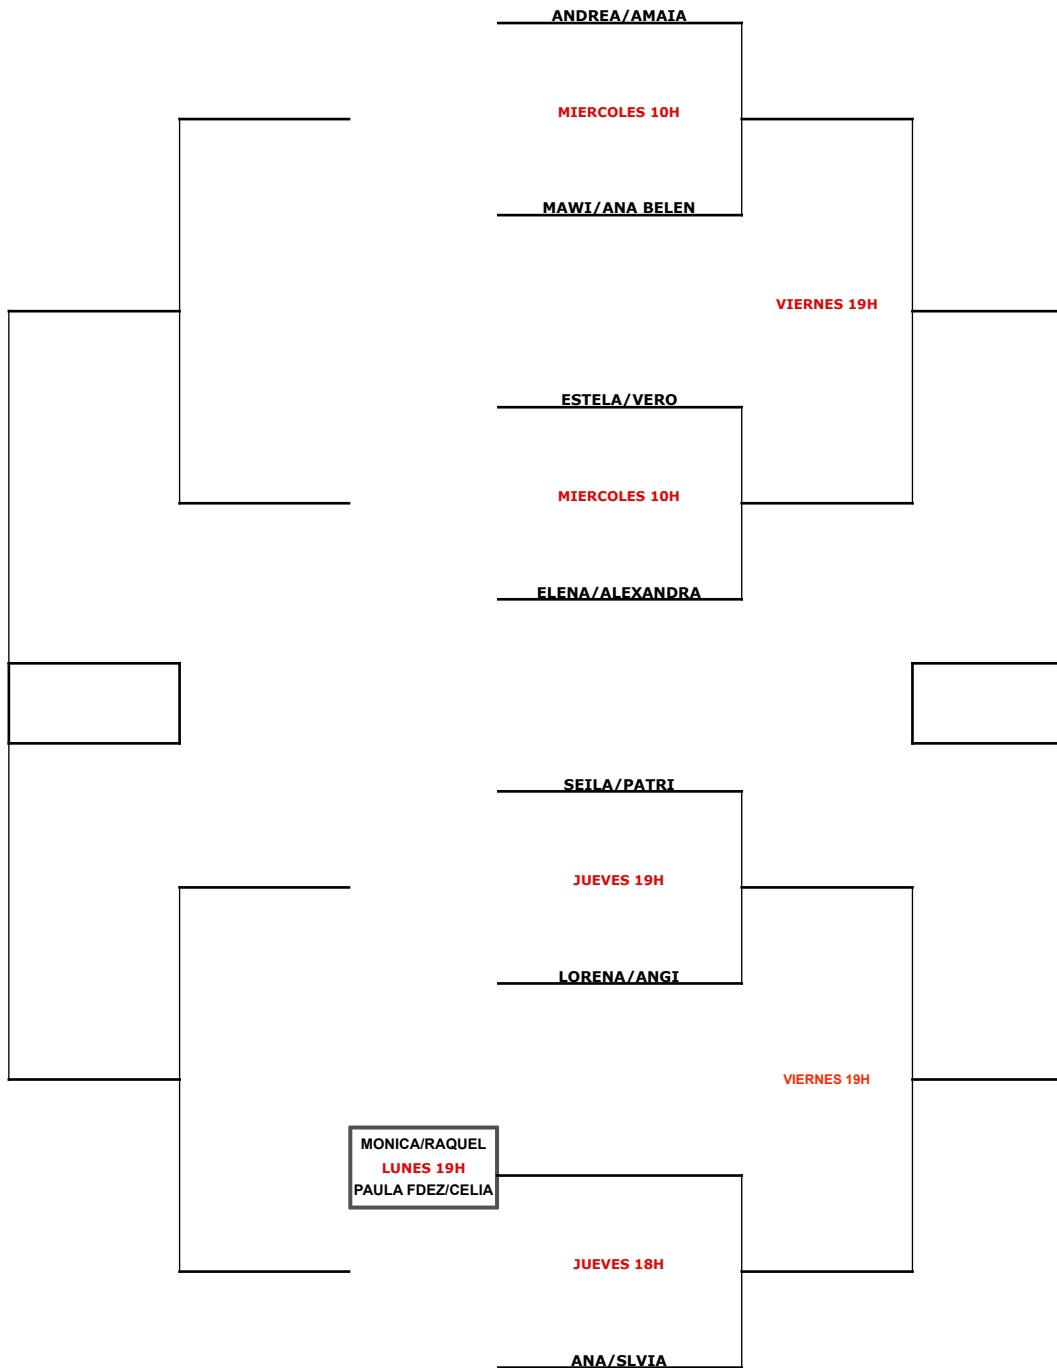 ANDREA/AMAIA
MIERCOLES 10H
MAWI/ANA BELEN
VIERNES 19H
ESTELA/VERO
MIERCOLES 10H
ELENA/ALEXANDRA
SEILA/PATRI
JUEVES 19H
LORENA/ANGI
VIERNES 19H
MONICA/RAQUEL
LUNES 19H
PAULA FDEZ/CELIA
JUEVES 18H
ANA/SLVIA